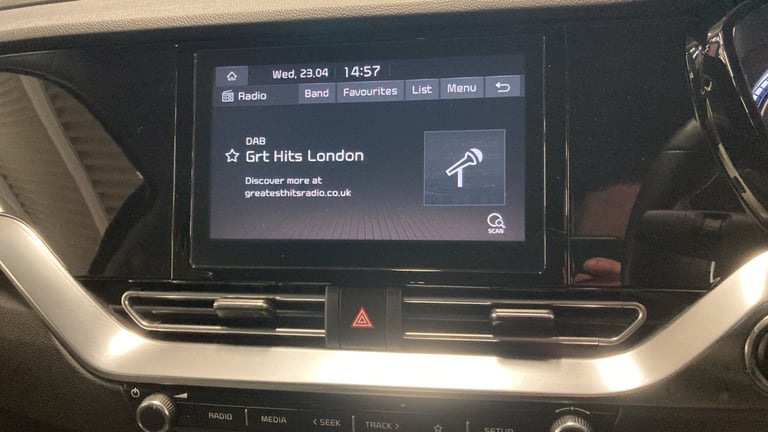 Wed, 23.04 14:57
Radio Band Favourites List Menu
DAB
Grt Hits London
Discover more at
greatesthitsradio.co.uk
SCAN
RADIO MEDIA < SEEK TRACK > SETUP